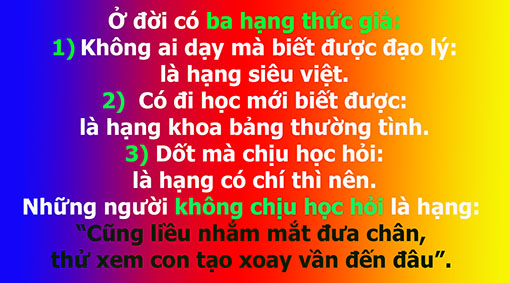 Ở đời có ba hạng thức giả:
1) Không ai dạy mà biết được đạo lý:
là hạng siêu việt.
2) Có đi học mới biết được:
là hạng khoa bảng thường tình.
3) Dốt mà chịu học hỏi:
là hạng có chí thì nên.
Những người không chịu học hỏi là hạng:
“Cũng liều nhắm mắt đưa chân,
thử xem con tạo xoay vần đến đâu”.